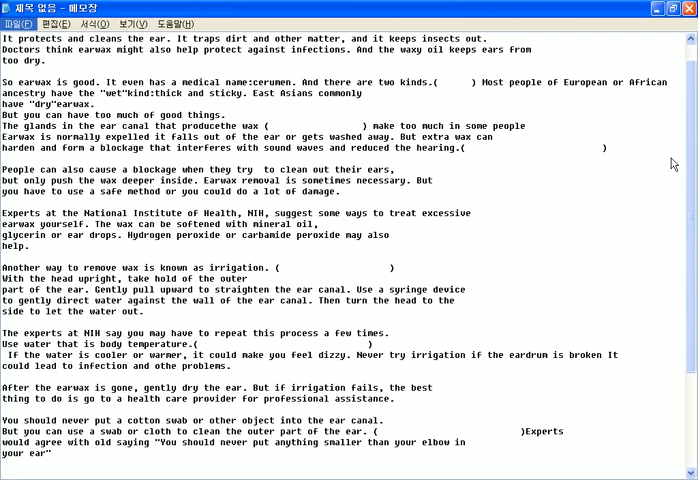 제목 없음 - 메모장
파일(F) 편집(E) 서식(O) 보기(V) 도움말(H)
It protects and cleans the ear. It traps dirt and other matter, and it keeps insects out.
Doctors think earwax might also help protect against infections. And the waxy oil keeps ears from
too dry.
So earwax is good. It even has a medical name:cerumen. And there are two kinds.( ) Most people of European or African
ancestry have the "wet"kind:thick and sticky. East Asians commonly
have "dry"earwax.
But you can have too much of good things.
The glands in the ear canal that producethe wax ( ) make too much in some people
Earwax is normally expelled it falls out of the ear or gets washed away. But extra wax can
harden and form a blockage that interferes with sound waves and reduced the hearing.( )
People can also cause a blockage when they try to clean out their ears,
but only push the wax deeper inside. Earwax removal is sometimes necessary. But
you have to use a safe method or you could do a lot of damage.
Experts at the National Institute of Health, NIH, suggest some ways to treat excessive
earwax yourself. The wax can be softened with mineral oil,
glycerin or ear drops. Hydrogen peroxide or carbamide peroxide may also
help.
Another way to remove wax is known as irrigation. ( )
With the head upright, take hold of the outer
part of the ear. Gently pull upward to straighten the ear canal. Use a syringe device
to gently direct water against the wall of the ear canal. Then turn the head to the
side to let the water out.
The experts at NIH say you may have to repeat this process a few times.
Use water that is body temperature.( )
If the water is cooler or warmer, it could make you feel dizzy. Never try irrigation if the eardrum is broken It
could lead to infection and othe problems.
After the earwax is gone, gently dry the ear. But if irrigation fails, the best
thing to do is go to a health care provider for professional assistance.
You should never put a cotton swab or other object into the ear canal.
But you can use a swab or cloth to clean the outer part of the ear. ( )Experts
would agree with old saying "You should never put anything smaller than your elbow in
your ear"